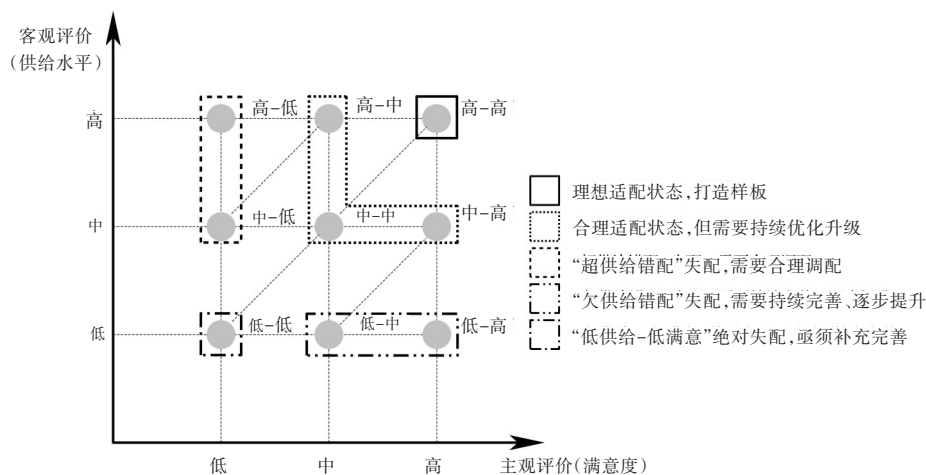 客观评价
(供给水平)
高
高-低
高-中
高-高
中
中-低
中-中
中-高
低
低-低
低-中
低-高
低
中
高
主观评价(满意度)
理想适配状态,打造样板
合理适配状态,但需要持续优化升级
“超供给错配”失配,需要合理调配
“欠供给错配”失配,需要持续完善、逐步提升
“低供给-低满意”绝对失配,亟须补充完善